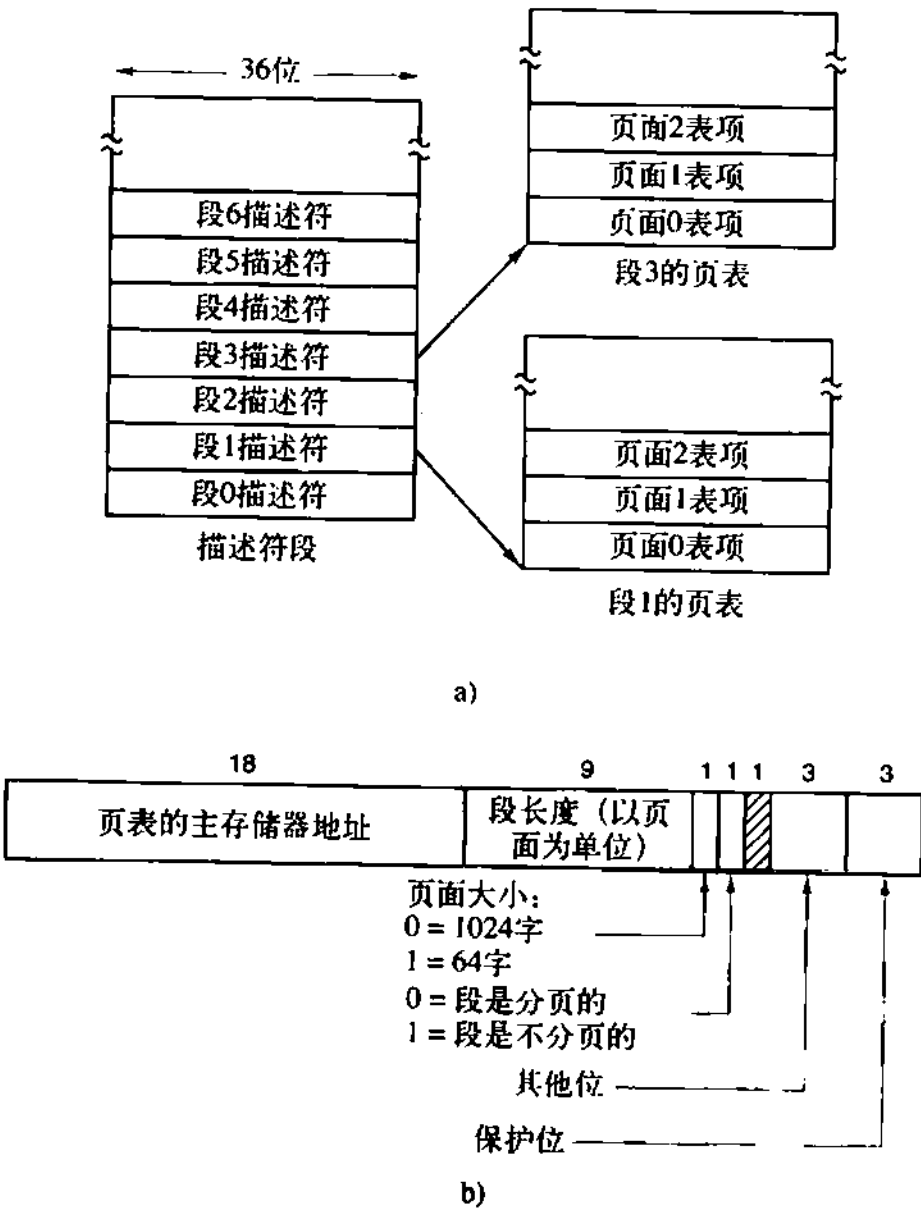 36位
段6描述符
段5描述符
段4描述符
段3描述符
段2描述符
段1描述符
段0描述符
描述符段
页面2表项
页面1表项
页面0表项
段3的页表
页面2表项
页面1表项
页面0表项
段1的页表
a)
18 9 1 1 1 3 3
页表的主存储器地址
段长度（以页
面为单位）
页面大小：
0 = 1024字
1 = 64字
0 = 段是分页的
1 = 段是不分页的
其他位
保护位
b)